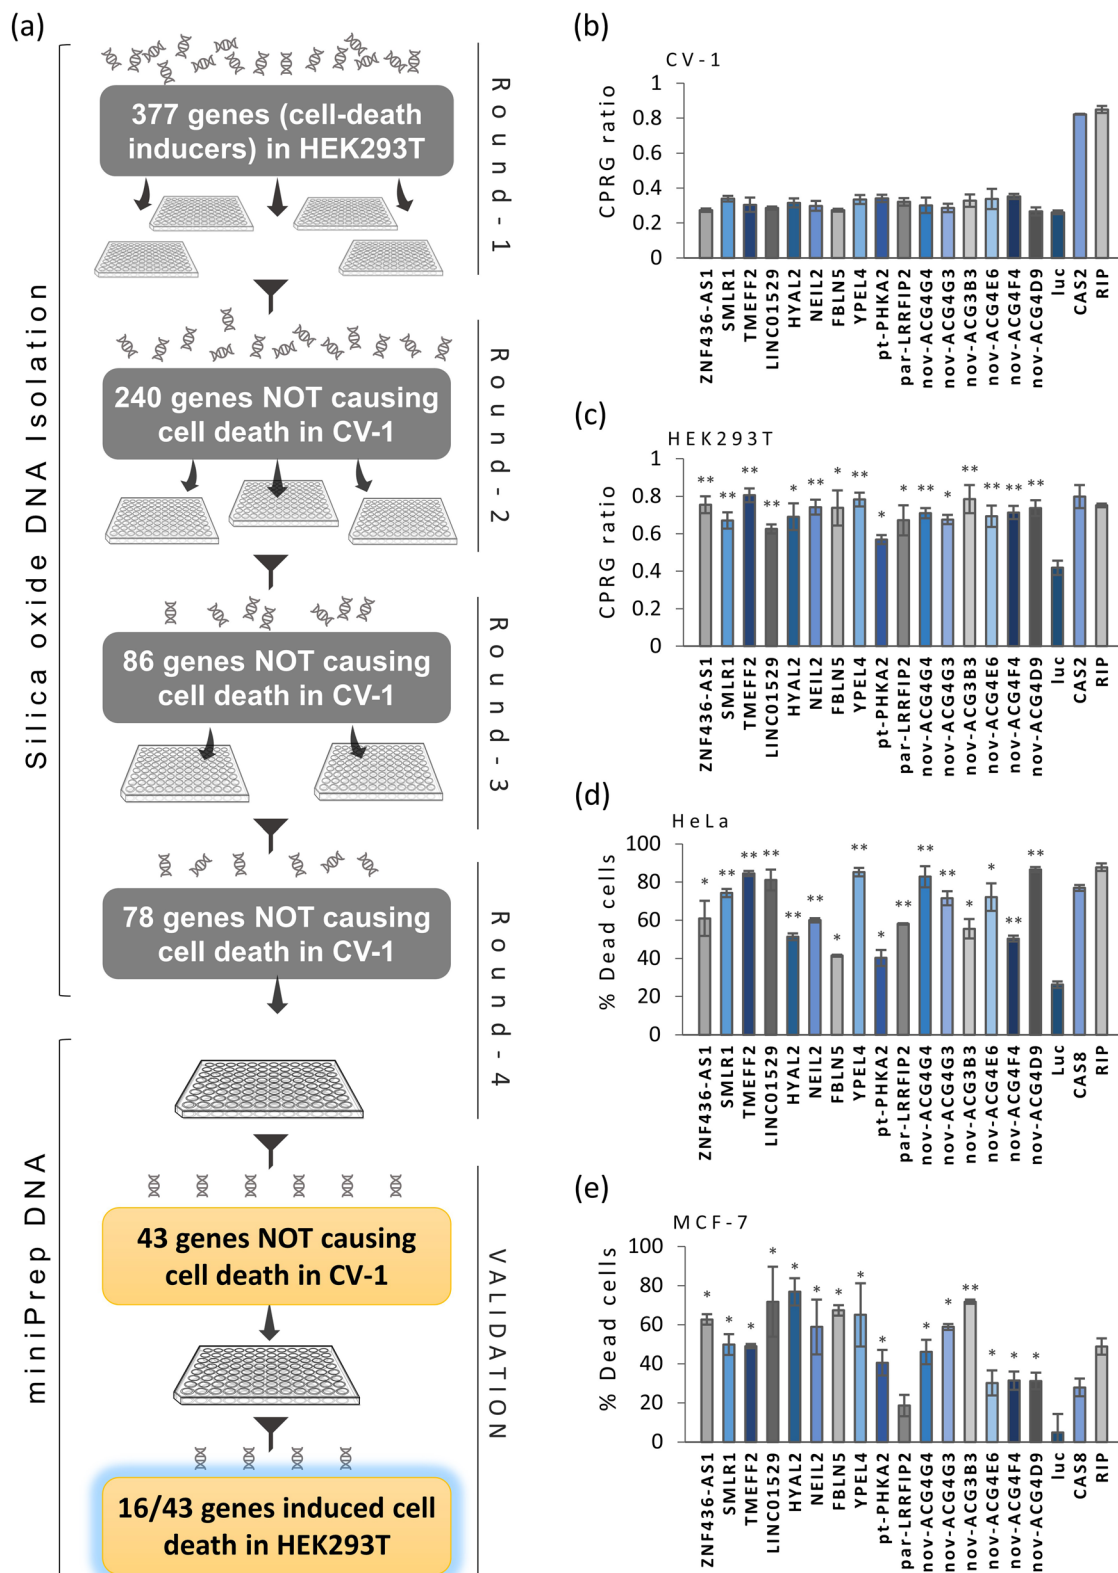 (a)
Silica oxide DNA Isolation
miniPrep DNA
377 genes (cell-death
inducers) in HEK293T
Round-1
240 genes NOT causing
cell death in CV-1
Round-2
86 genes NOT causing
cell death in CV-1
Round-3
78 genes NOT causing
cell death in CV-1
Round-4
43 genes NOT causing
cell death in CV-1
VALIDATION
16/43 genes induced cell
death in HEK293T
(b)
CV-1
CPRG ratio
1
0.8
0.6
0.4
0.2
0
ZNF436-AS1
SMLR1
TMEFF2
LINC01529
HYAL2
NEIL2
FBLN5
YPEL4
pt-PHKA2
par-LRRFIP2
nov-ACG4G4
nov-ACG4G3
nov-ACG3B3
nov-ACG4E6
nov-ACG4F4
nov-ACG4D9
luc
CAS2
RIP
(c)
HEK293T
CPRG ratio
1
0.8
0.6
0.4
0.2
0
** ** ** ** * ** * ** * * ** * ** ** ** **
ZNF436-AS1
SMLR1
TMEFF2
LINC01529
HYAL2
NEIL2
FBLN5
YPEL4
pt-PHKA2
par-LRRFIP2
nov-ACG4G4
nov-ACG4G3
nov-ACG3B3
nov-ACG4E6
nov-ACG4F4
nov-ACG4D9
luc
CAS2
RIP
(d)
HeLa
% Dead cells
100
80
60
40
20
0
* ** ** ** ** ** * ** * ** ** ** * * ** **
ZNF436-AS1
SMLR1
TMEFF2
LINC01529
HYAL2
NEIL2
FBLN5
YPEL4
pt-PHKA2
par-LRRFIP2
nov-ACG4G4
nov-ACG4G3
nov-ACG3B3
nov-ACG4E6
nov-ACG4F4
nov-ACG4D9
Luc
CAS8
RIP
(e)
MCF-7
% Dead cells
100
80
60
40
20
0
* * * * * * * * * * * ** * * *
ZNF436-AS1
SMLR1
TMEFF2
LINC01529
HYAL2
NEIL2
FBLN5
YPEL4
pt-PHKA2
par-LRRFIP2
nov-ACG4G4
nov-ACG4G3
nov-ACG3B3
nov-ACG4E6
nov-ACG4F4
nov-ACG4D9
luc
CAS8
RIP